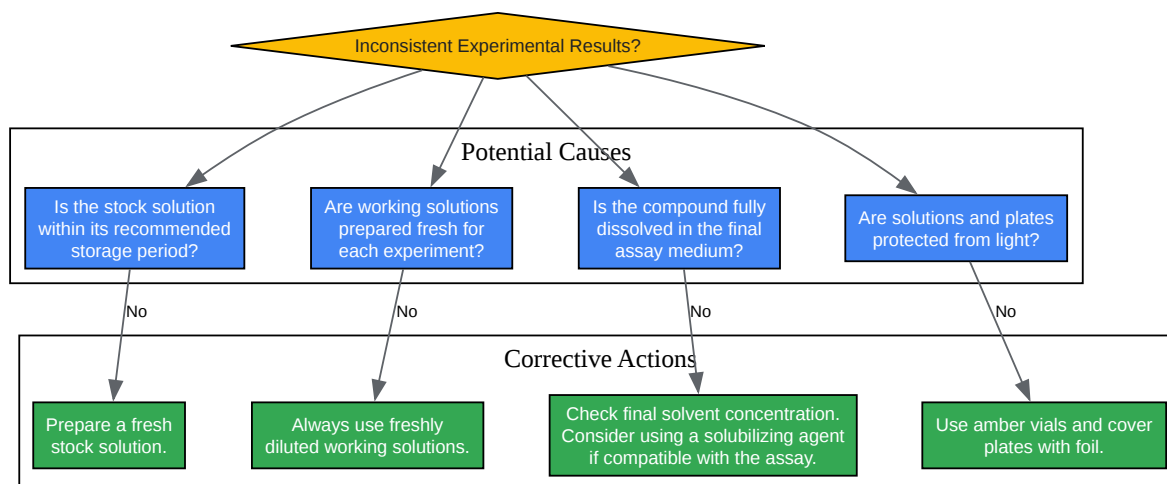 Inconsistent Experimental Results?
Potential Causes
Is the stock solution
within its recommended
storage period?
Are working solutions
prepared fresh for
each experiment?
Is the compound fully
dissolved in the final
assay medium?
Are solutions and plates
protected from light?
No
No
No
No
Corrective Actions
Prepare a fresh
stock solution.
Always use freshly
diluted working solutions.
Check final solvent concentration.
Consider using a solubilizing agent
if compatible with the assay.
Use amber vials and cover
plates with foil.